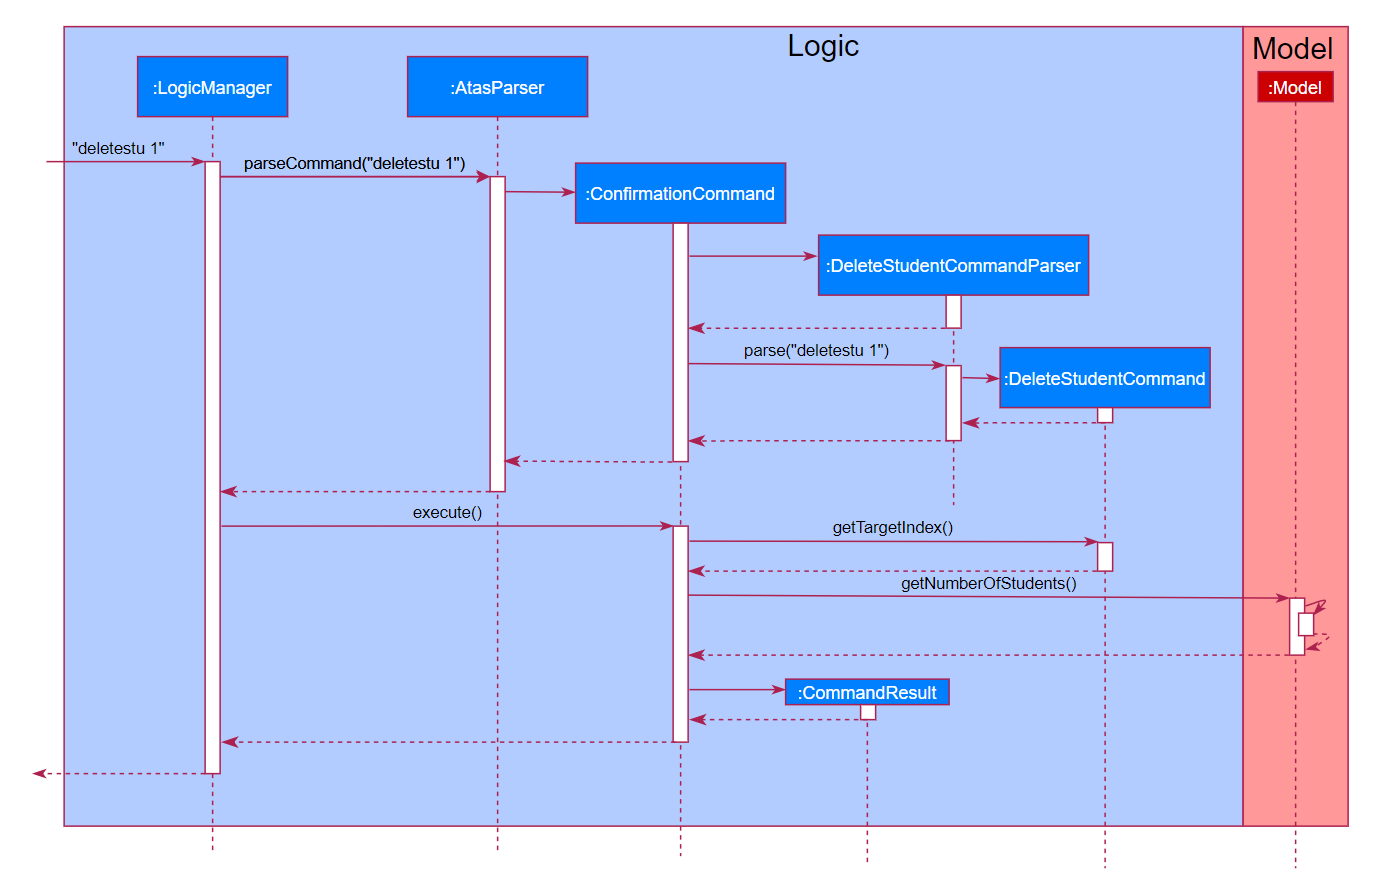 Logic
Model
:LogicManager
:AtasParser
:Model
"deletestu 1"
parseCommand("deletestu 1")
:ConfirmationCommand
:DeleteStudentCommandParser
parse("deletestu 1")
:DeleteStudentCommand
execute()
getTargetIndex()
getNumberOfStudents()
:CommandResult